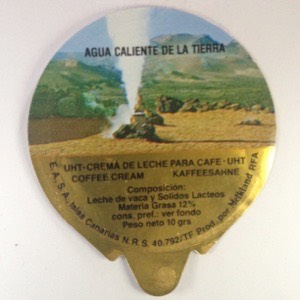 AGUA CALIENTE DE LA TIERRA
UHT-CREMA DE LECHE PARA CAFE-UHT
COFFEE.CREAM KAFFEESAHNE
Composición:
Leche de vaca y Solidos Lacteos
Materia Grasa 12%
cons. pref.: ver fondo
Peso neto 10 grs
E.A.S.A. Islas Canarias N.R.S. 40.792/TF Prod. por Milkland RFA